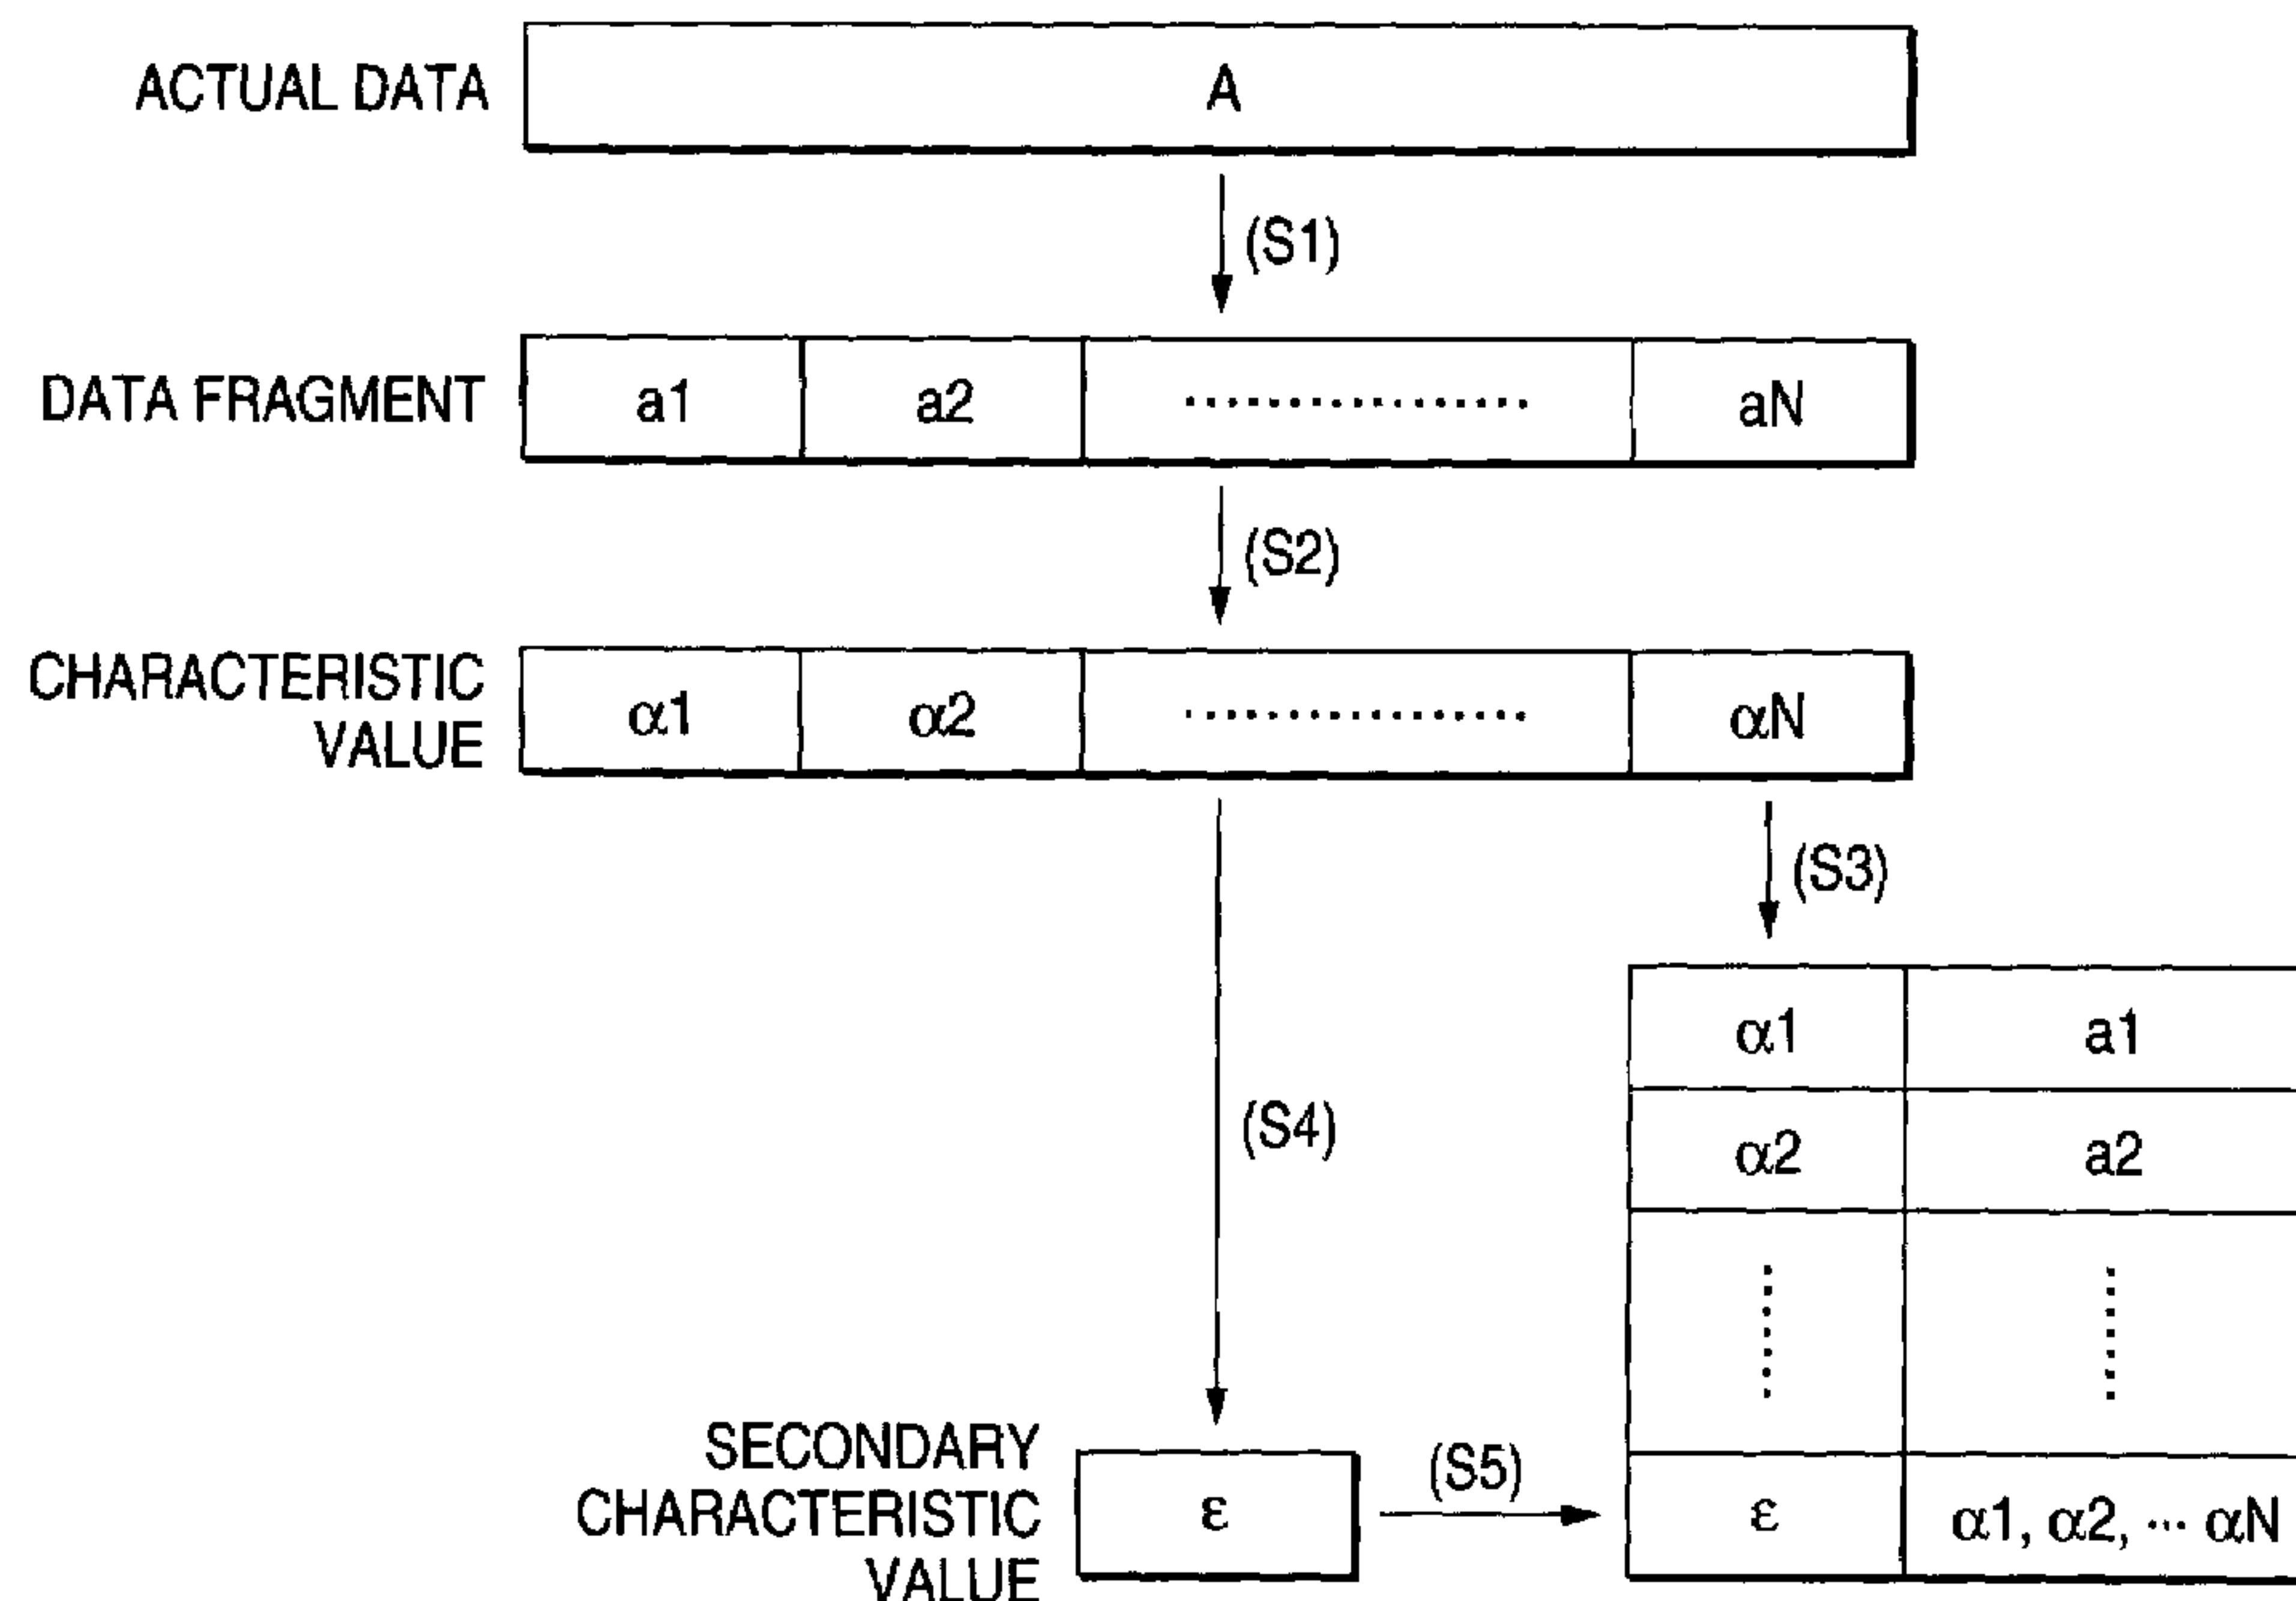 ACTUAL DATA
A
(S1)
DATA FRAGMENT
a1 a2 ................. aN
(S2)
CHARACTERISTIC
VALUE
α1 α2 ................. αN
(S3)
α1 a1
(S4)
α2 a2
SECONDARY
CHARACTERISTIC
VALUE
ε
(S5)
ε α1, α2, ··· αN